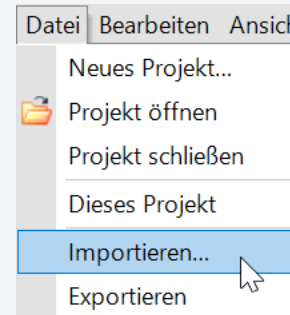 Datei Bearbeiten
Neues Projekt...
Projekt öffnen
Projekt schließen
Dieses Projekt
Importieren...
Exportieren